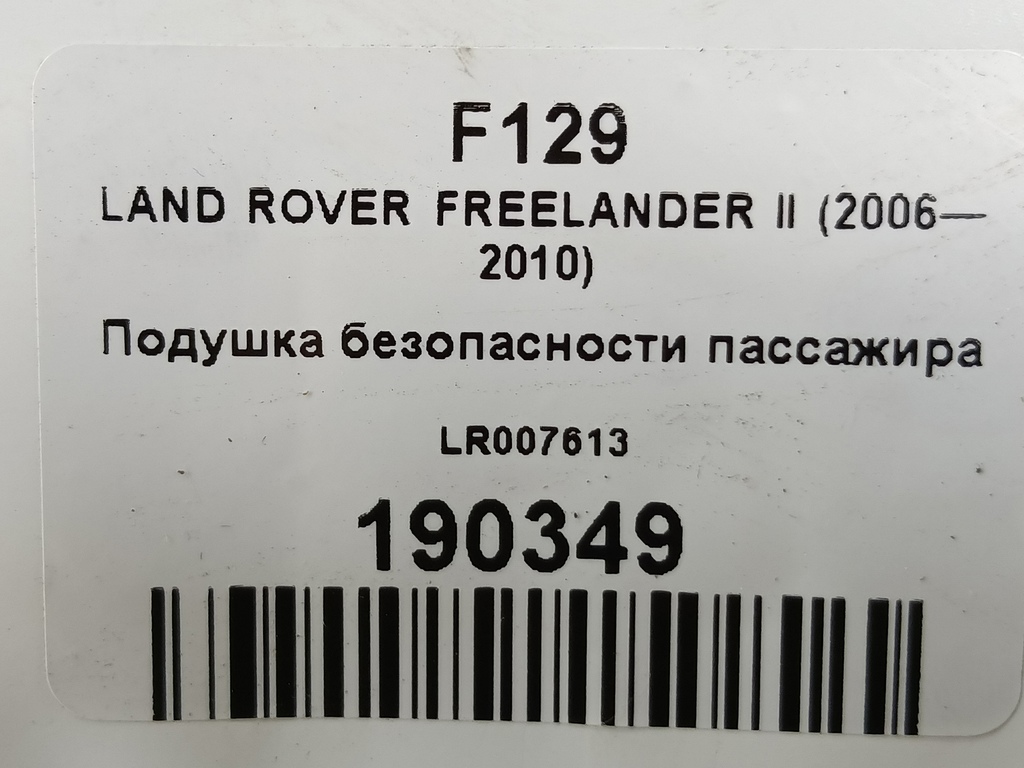 F129
LAND ROVER FREELANDER II (2006—
2010)
Подушка безопасности пассажира
LR007613
190349